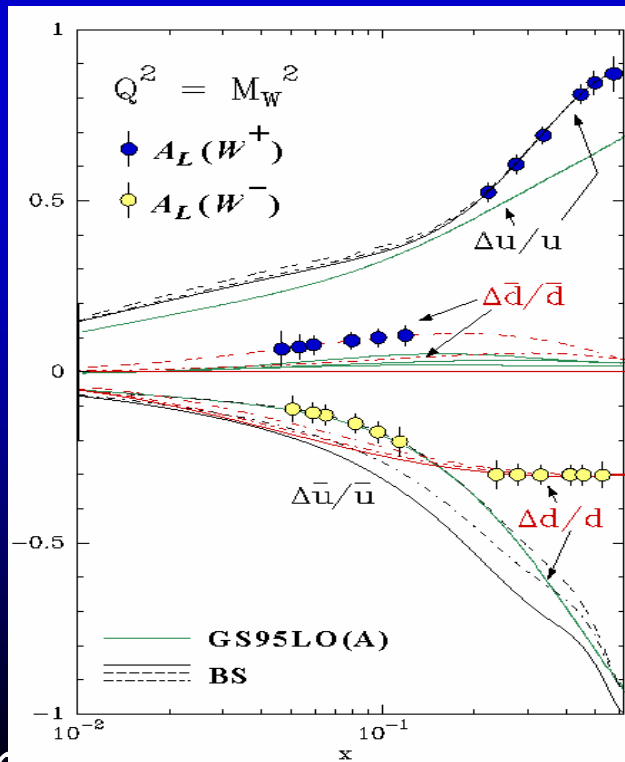 1
Q² = M_W²
A_L(W⁺)
A_L(W⁻)
0.5
Δu/u
Δd̄/d̄
0
Δū/ū
Δd/d
−0.5
GS95LO(A)
BS
−1
10⁻² 10⁻¹
x